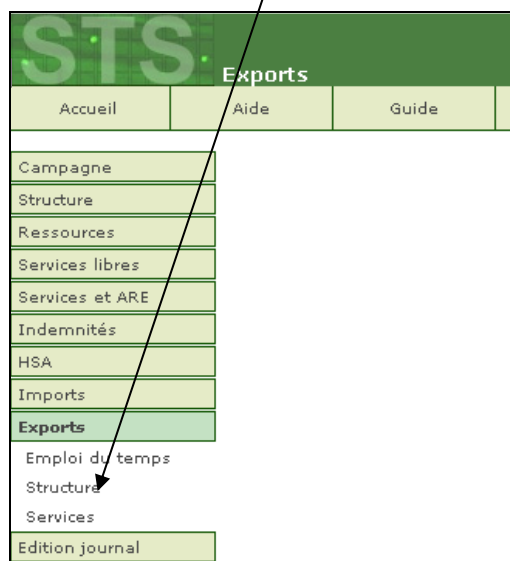 STS
Exports
Accueil Aide Guide
Campagne
Structure
Ressources
Services libres
Services et ARE
Indemnités
HSA
Imports
Exports
Emploi du temps
Structure
Services
Edition journal